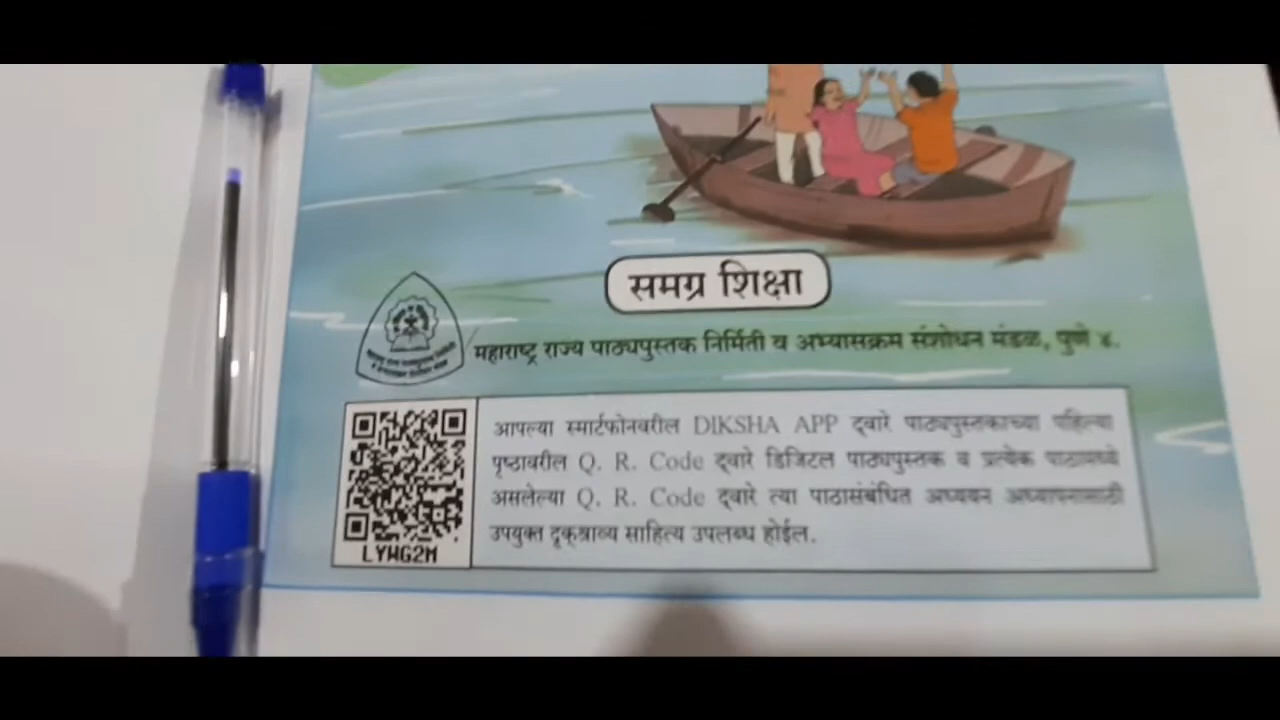 समग्र शिक्षा
महाराष्ट्र राज्य पाठ्यपुस्तक निर्मिती व अभ्यासक्रम संशोधन मंडळ, पुणे ४.
आपल्या स्मार्टफोनवरील DIKSHA APP द्वारे पाठ्यपुस्तकाच्या पहिल्या
पृष्ठावरील Q. R. Code द्वारे डिजिटल पाठ्यपुस्तक व प्रत्येक पाठामध्ये
असलेल्या Q. R. Code द्वारे त्या पाठासंबंधित अध्ययन अध्यापनासाठी
उपयुक्त दृक्श्राव्य साहित्य उपलब्ध होईल.
LYWG2M